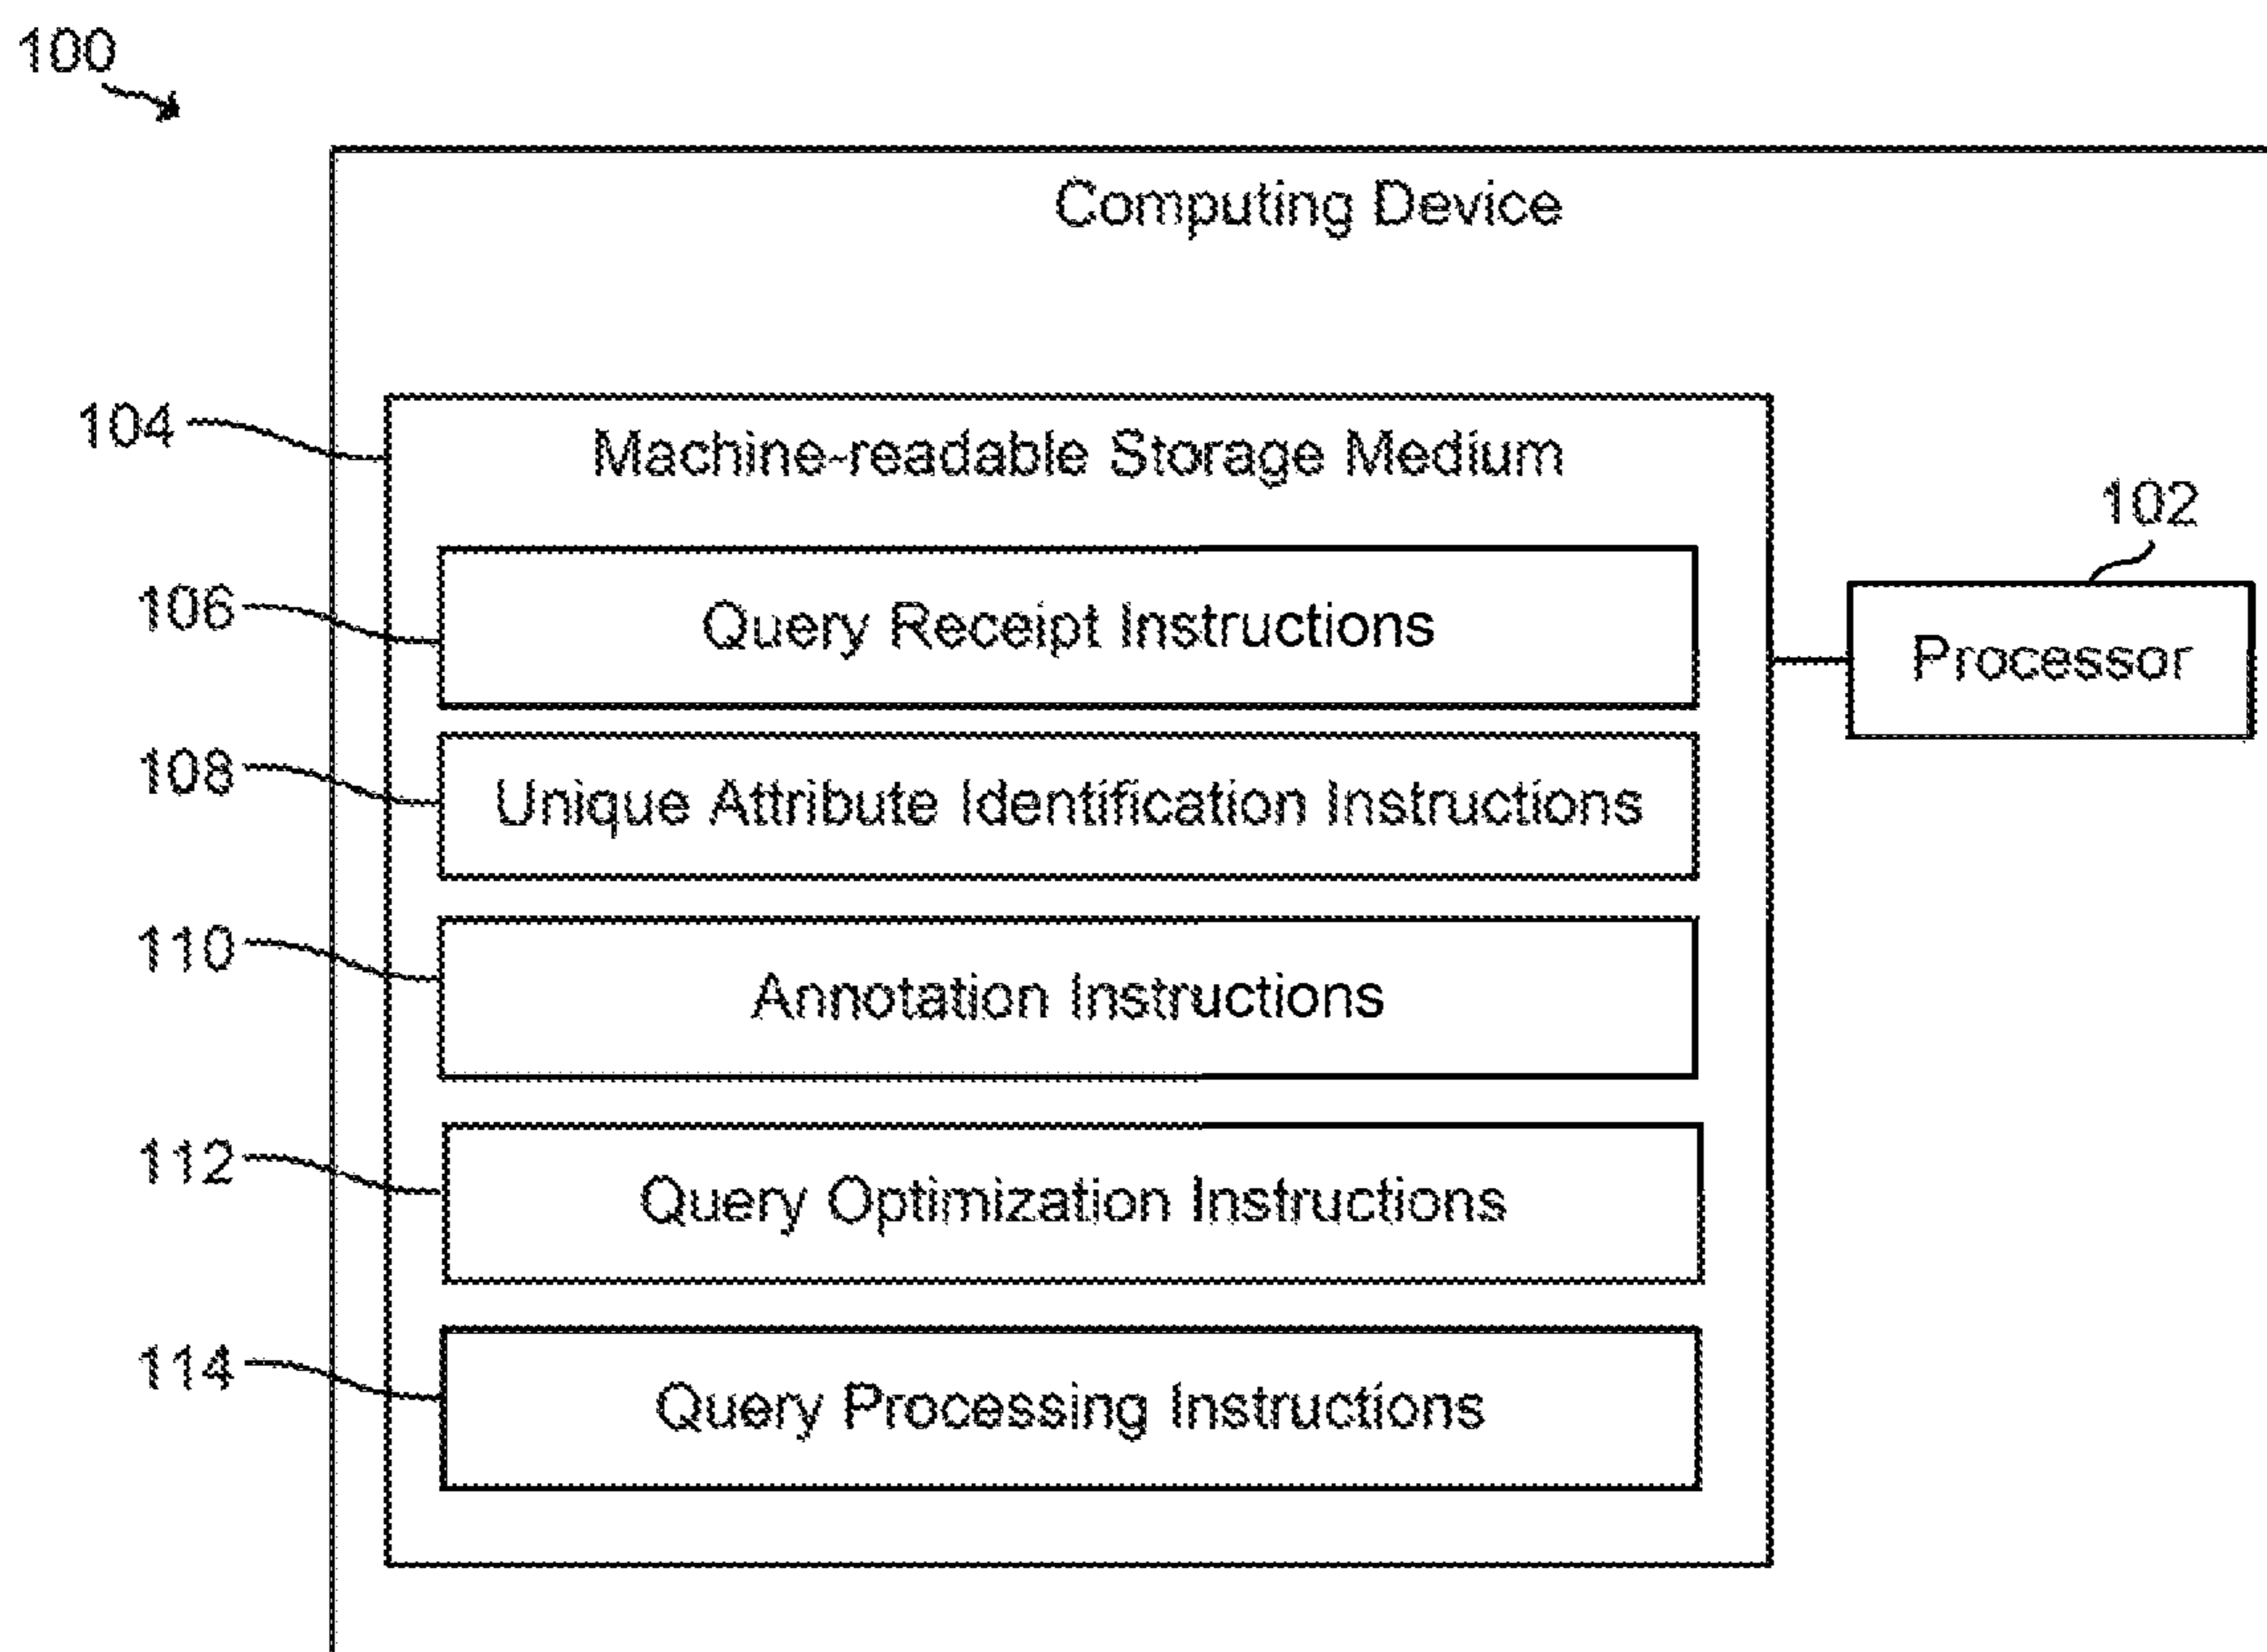 100
Computing Device
104
Machine-readable Storage Medium
102
106
Query Receipt Instructions
Processor
108
Unique Attribute Identification Instructions
110
Annotation Instructions
112
Query Optimization Instructions
114
Query Processing Instructions